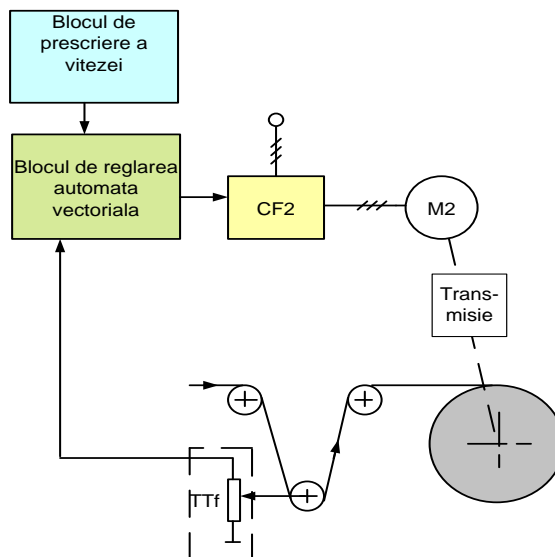 Blocul de
prescriere a
vitezei
Blocul de reglarea
automata
vectoriala
CF2
M2
Trans-
misie
TTf